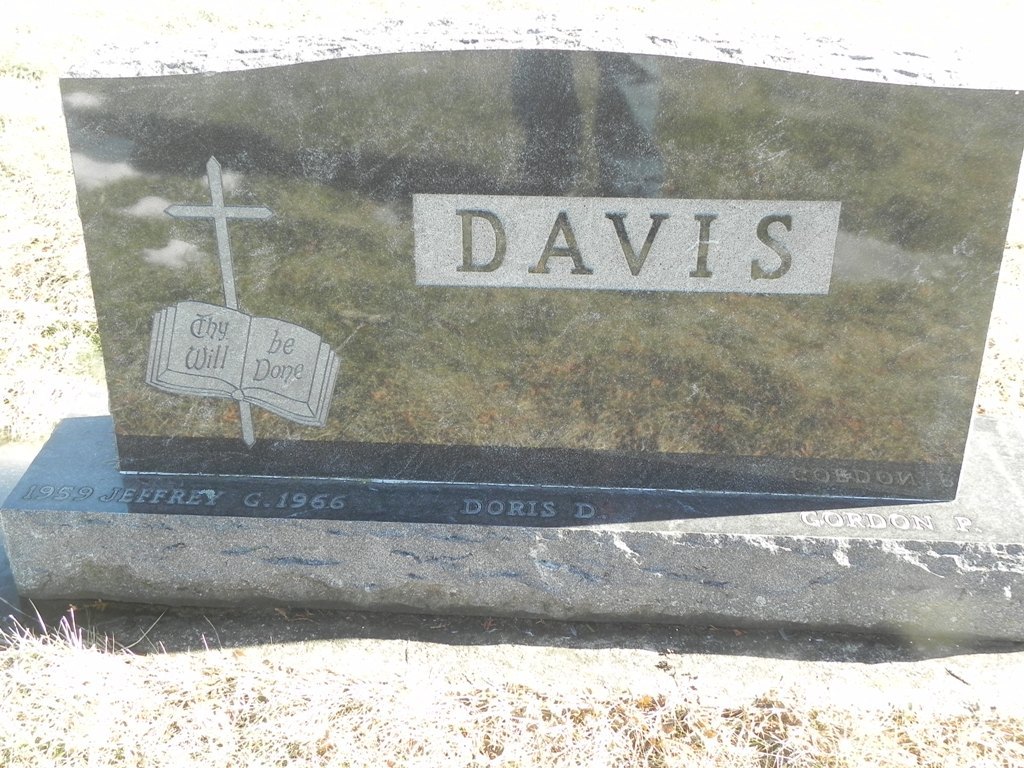 DAVIS
Thy
Will
be
Done
1959 JEFFREY G. 1966
DORIS D.
GORDON P.